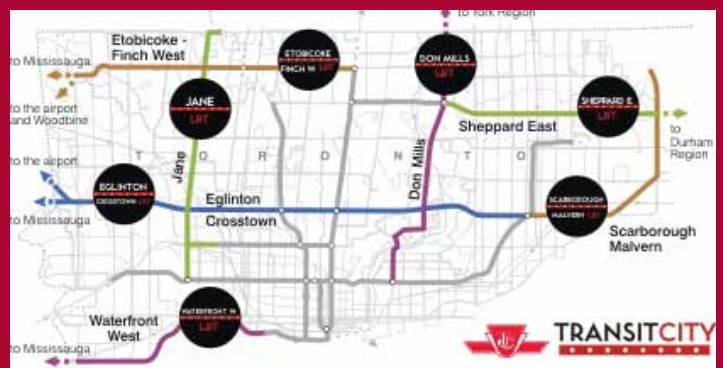 to York Region
Etobicoke -
Finch West
to Mississauga
ETOBICOKE
FINCH W. LRT
DON MILLS
LRT
to the airport
and Woodbine
JANE
LRT
SHEPPARD E.
LRT
Sheppard East
to
Durham
Region
T O R O N T O
Jane
Don Mills
to the airport
EGLINTON
CROSSTOWN LRT
Eglinton
Crosstown
SCARBOROUGH
MALVERN LRT
to Mississauga
Scarborough
Malvern
WATERFRONT W.
LRT
Waterfront
West
to Mississauga
TTC
TRANSITCITY